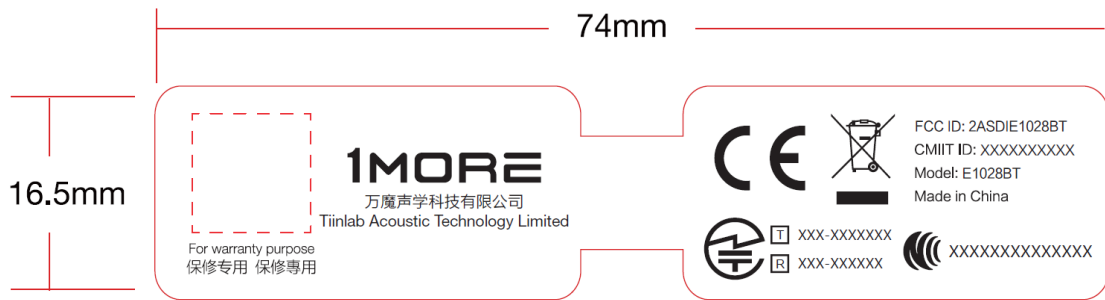 74mm
16.5mm
1MORE
万魔声学科技有限公司
Tiinlab Acoustic Technology Limited
For warranty purpose
保修专用 保修專用
CE
FCC ID: 2ASDIE1028BT
CMIIT ID: XXXXXXXXXX
Model: E1028BT
Made in China
T XXX-XXXXXXX
R XXX-XXXXXX
XXXXXXXXXXXXXX